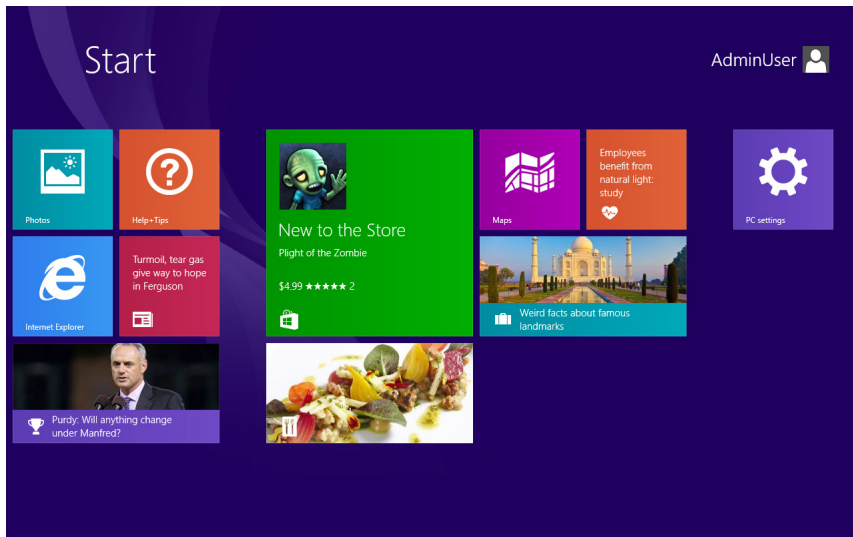 Start
AdminUser
Photos
Help+Tips
Internet Explorer
Turmoil, tear gas
give way to hope
in Ferguson
Purdy: Will anything change
under Manfred?
New to the Store
Plight of the Zombie
$4.99 ★★★★★ 2
Maps
Employees
benefit from
natural light:
study
Weird facts about famous
landmarks
PC settings